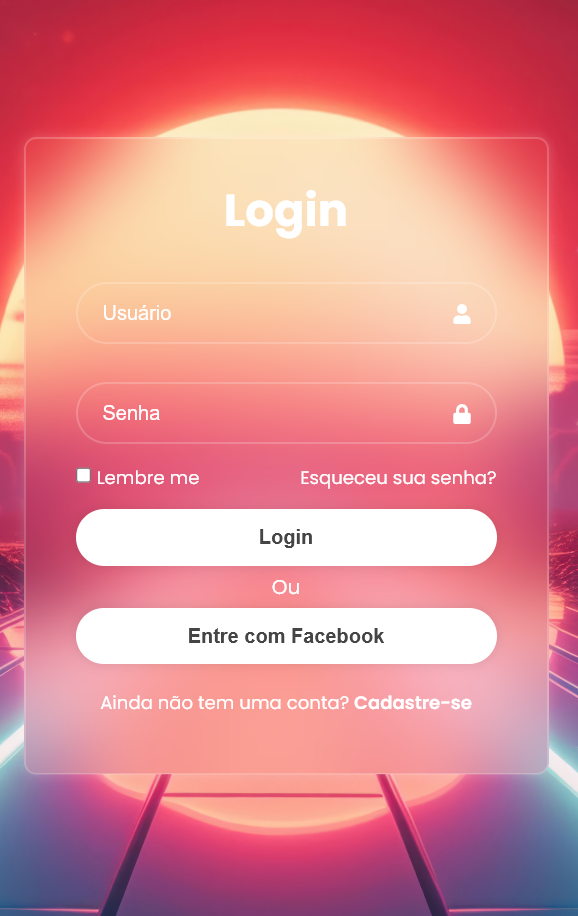 Login
Usuário
Senha
Lembre me Esqueceu sua senha?
Login
Ou
Entre com Facebook
Ainda não tem uma conta? Cadastre-se